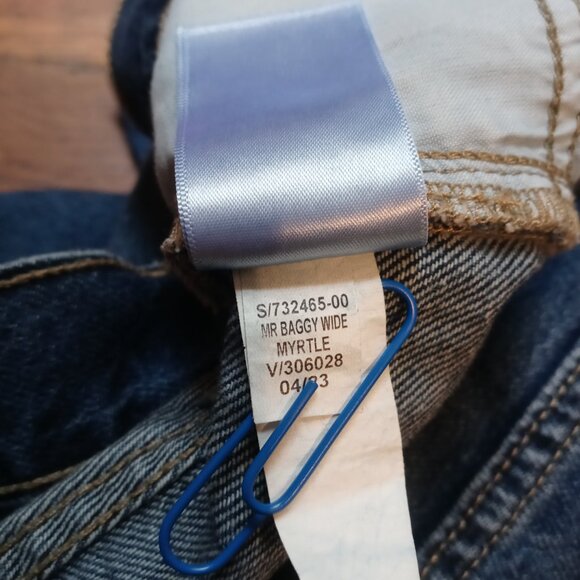 S/732465-00
MR BAGGY WIDE
MYRTLE
V/306028
04/23